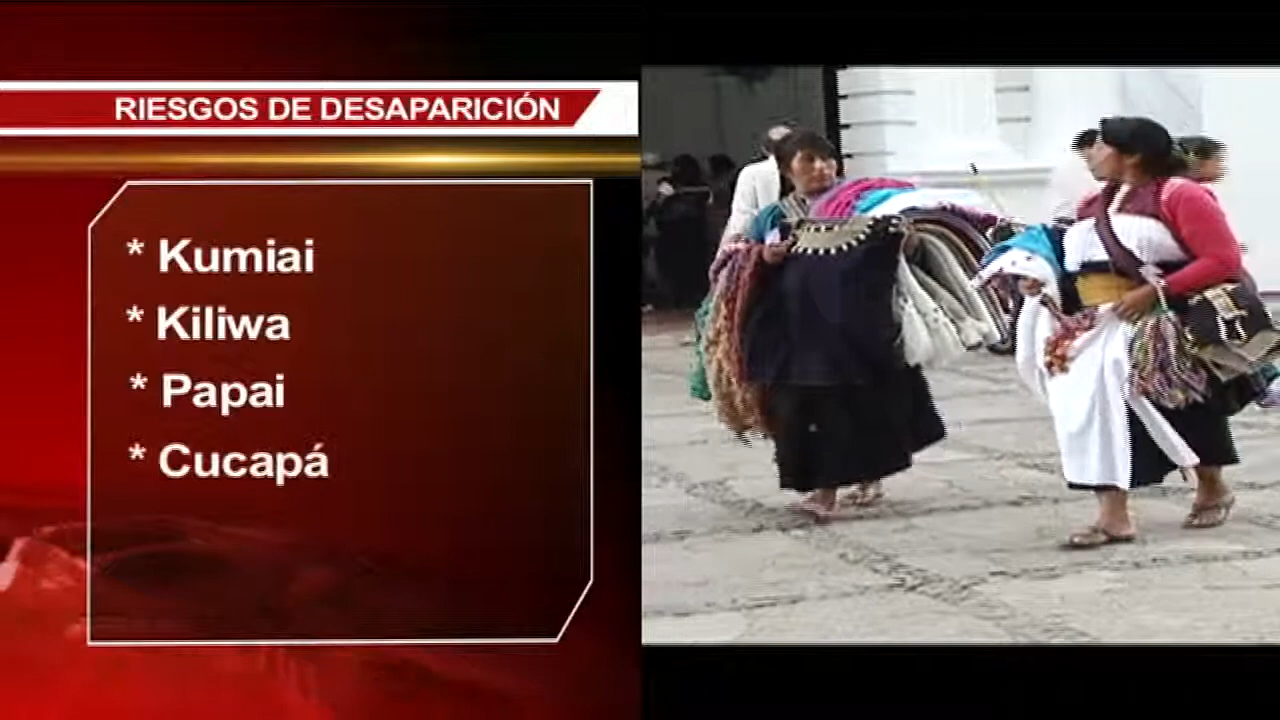 RIESGOS DE DESAPARICIÓN
* Kumiai
* Kiliwa
* Papai
* Cucapá